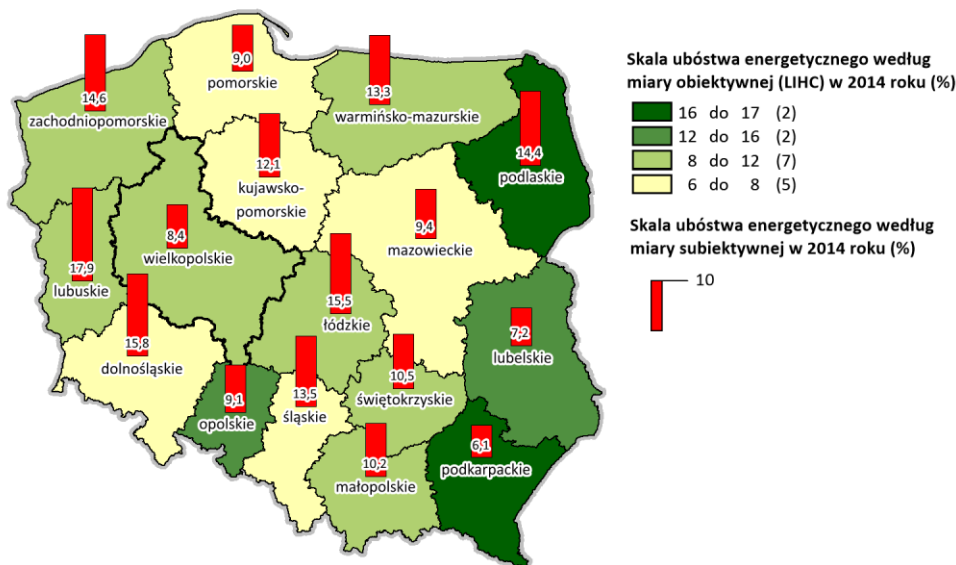 9,0
pomorskie
14,6
zachodniopomorskie
13,3
warmińsko-mazurskie
12,1
kujawsko-
pomorskie
14,4
podlaskie
17,9
lubuskie
8,4
wielkopolskie
9,4
mazowieckie
15,5
łódzkie
15,8
dolnośląskie
7,2
lubelskie
9,1
opolskie
13,5
śląskie
10,5
świętokrzyskie
10,2
małopolskie
6,1
podkarpackie
Skala ubóstwa energetycznego według
miary obiektywnej (LIHC) w 2014 roku (%)
16 do 17 (2)
12 do 16 (2)
8 do 12 (7)
6 do 8 (5)
Skala ubóstwa energetycznego według
miary subiektywnej w 2014 roku (%)
10